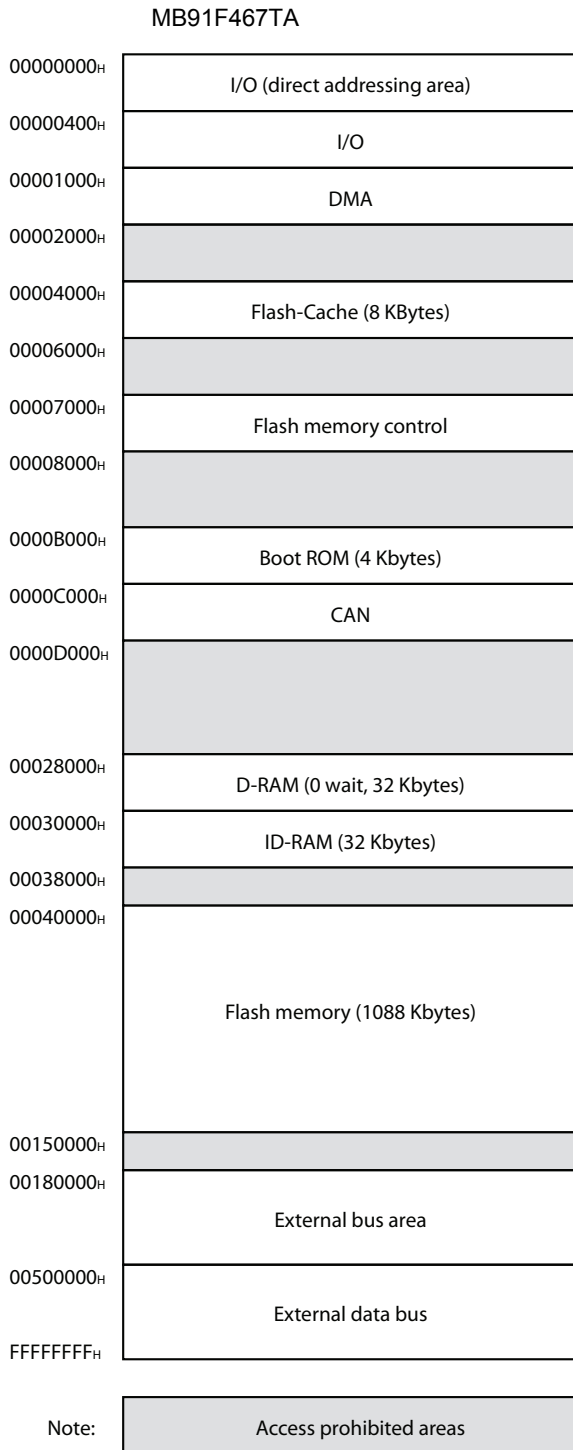 MB91F467TA
00000000H
I/O (direct addressing area)
00000400H
I/O
00001000H
DMA
00002000H
00004000H
Flash-Cache (8 KBytes)
00006000H
00007000H
Flash memory control
00008000H
0000B000H
Boot ROM (4 Kbytes)
0000C000H
CAN
0000D000H
00028000H
D-RAM (0 wait, 32 Kbytes)
00030000H
ID-RAM (32 Kbytes)
00038000H
00040000H
Flash memory (1088 Kbytes)
00150000H
00180000H
External bus area
00500000H
External data bus
FFFFFFFFH
Note: Access prohibited areas